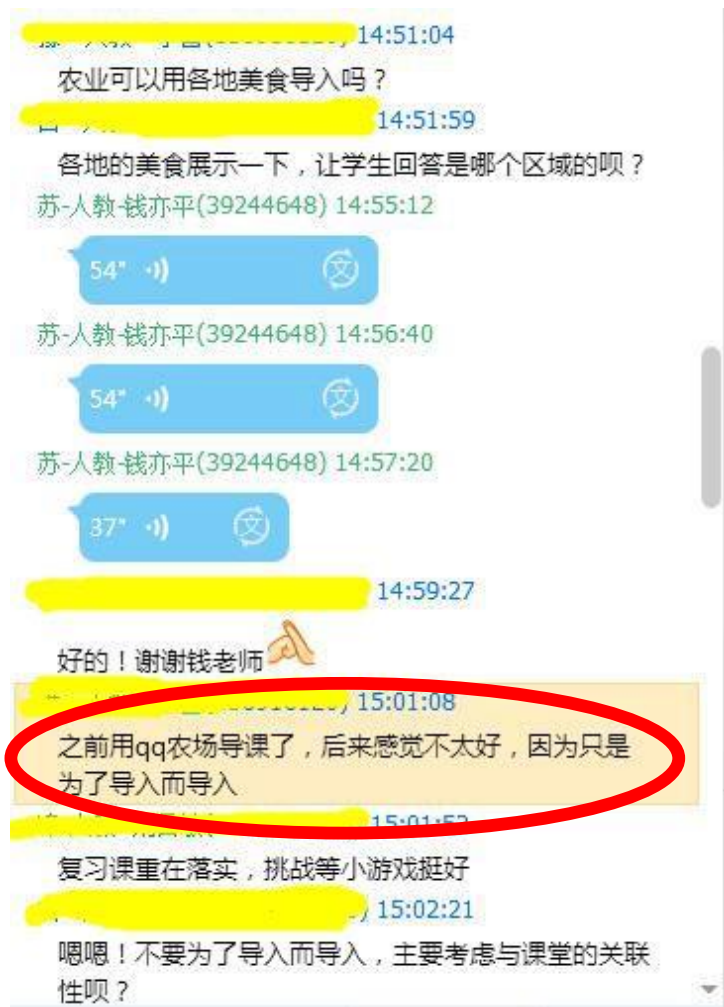 14:51:04
农业可以用各地美食导入吗？
14:51:59
各地的美食展示一下，让学生回答是哪个区域的呗？
苏-人教-钱亦平(39244648) 14:55:12
54"
文
苏-人教-钱亦平(39244648) 14:56:40
54"
文
苏-人教-钱亦平(39244648) 14:57:20
37"
文
14:59:27
好的！谢谢钱老师
15:01:08
之前用qq农场导课了，后来感觉不太好，因为只是
为了导入而导入
15:01:52
复习课重在落实，挑战等小游戏挺好
15:02:21
嗯嗯！不要为了导入而导入，主要考虑与课堂的关联
性呗？